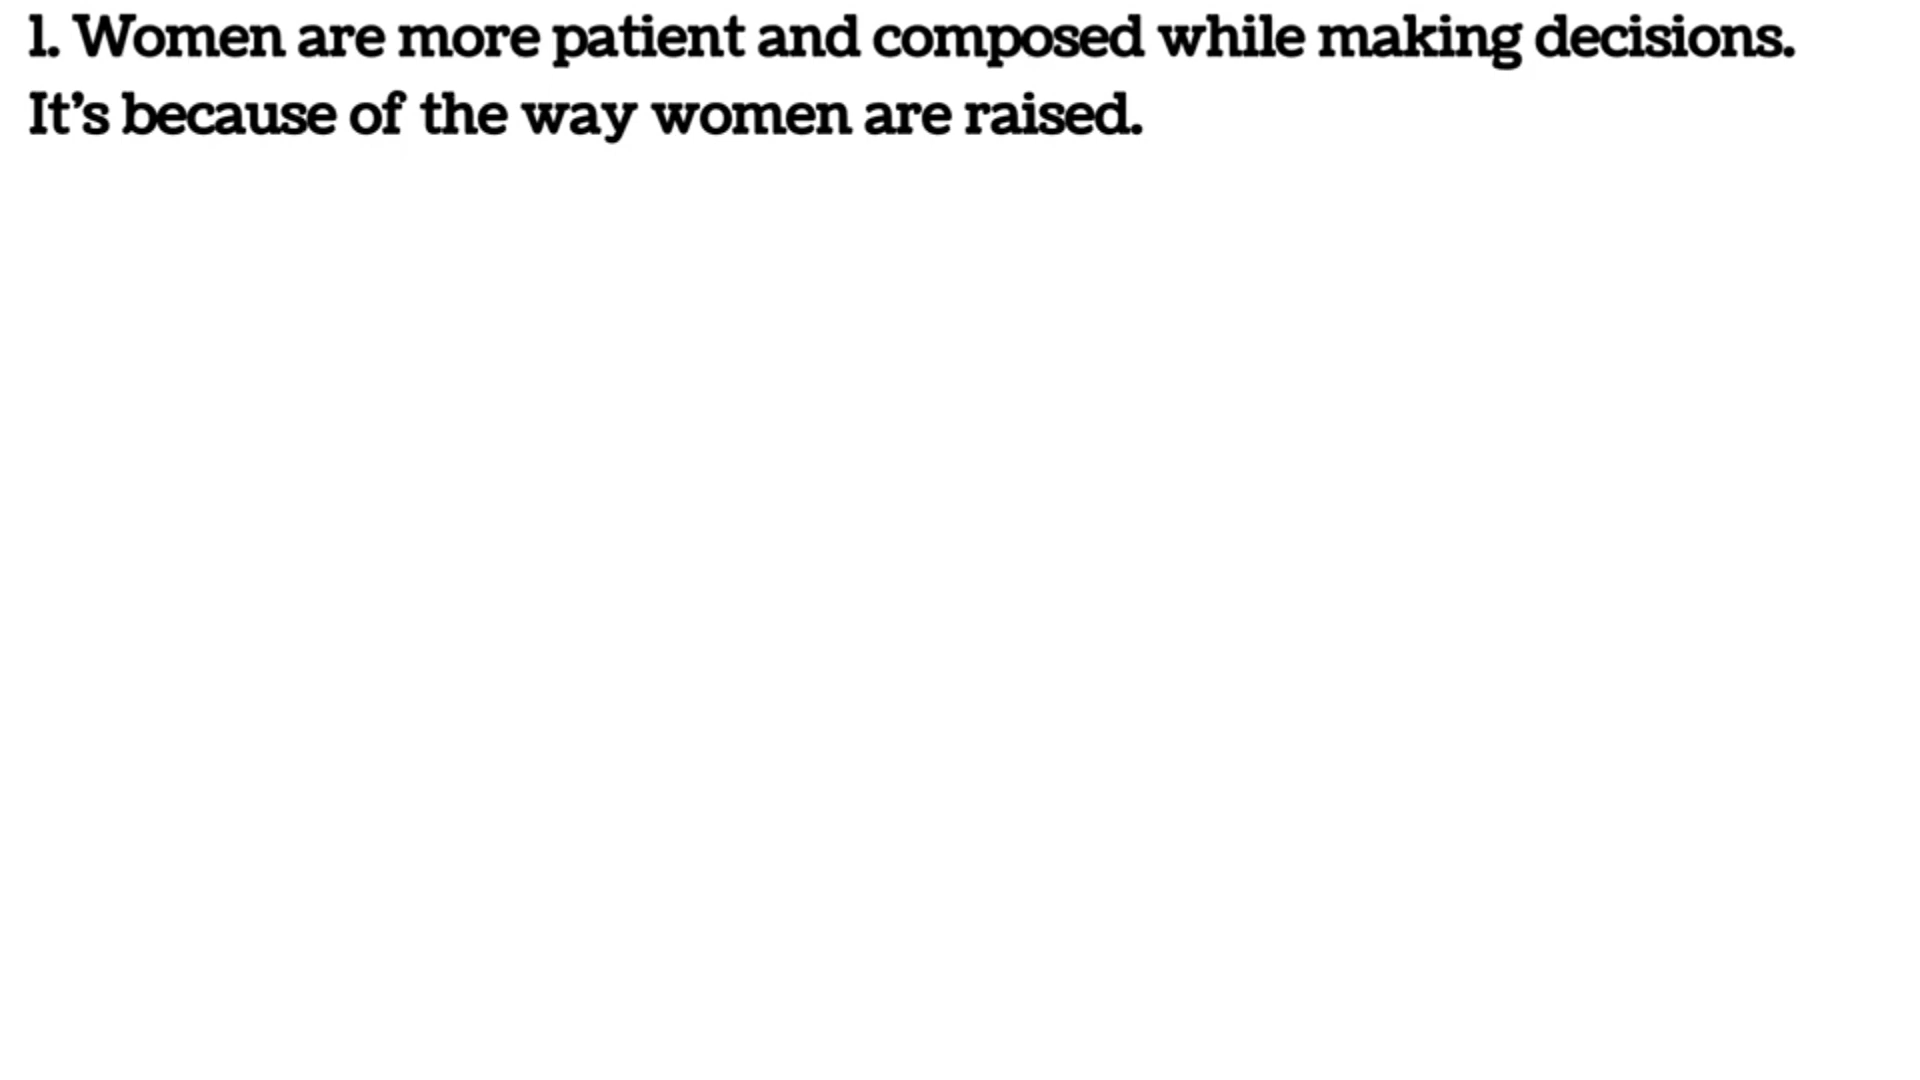 1. Women are more patient and composed while making decisions.
It's because of the way women are raised.